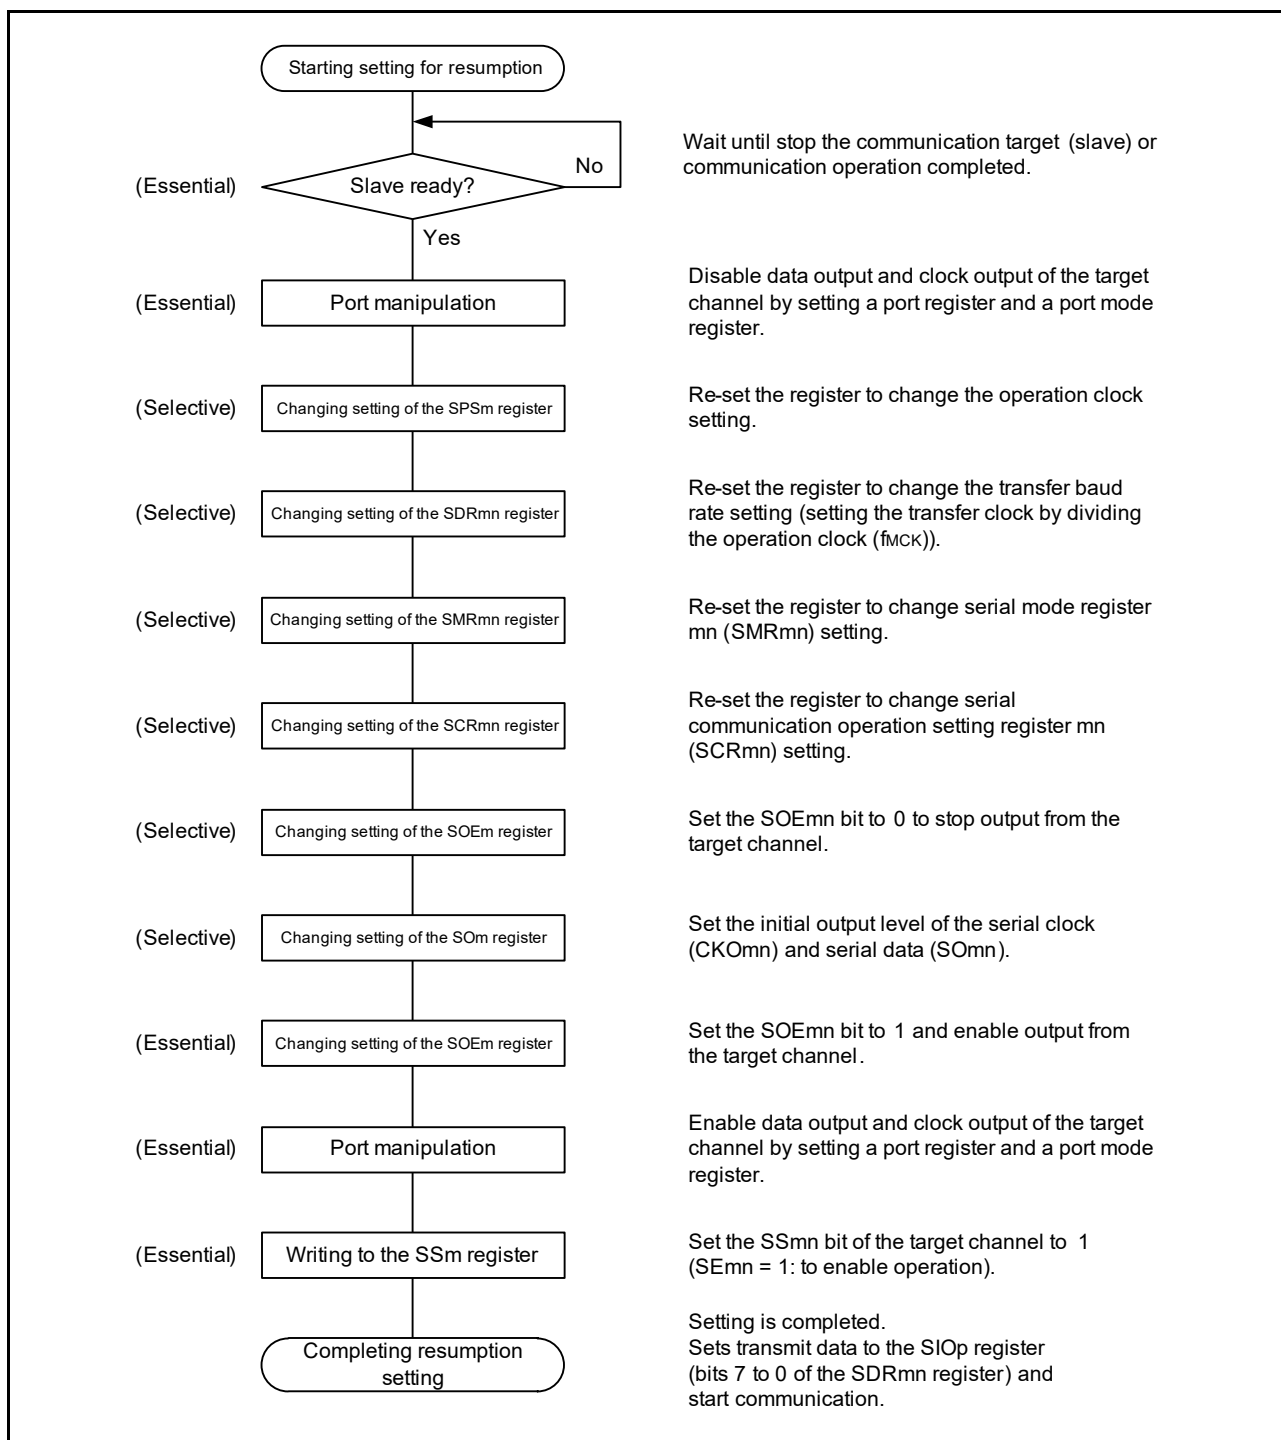 Starting setting for resumption
Wait until stop the communication target (slave) or
communication operation completed.
No
(Essential)
Slave ready?
Yes
Disable data output and clock output of the target
channel by setting a port register and a port mode
register.
(Essential)
Port manipulation
Re-set the register to change the operation clock
setting.
(Selective)
Changing setting of the SPSm register
Re-set the register to change the transfer baud
rate setting (setting the transfer clock by dividing
the operation clock (fMCK)).
(Selective)
Changing setting of the SDRmn register
Re-set the register to change serial mode register
mn (SMRmn) setting.
(Selective)
Changing setting of the SMRmn register
Re-set the register to change serial
communication operation setting register mn
(SCRmn) setting.
(Selective)
Changing setting of the SCRmn register
Set the SOEmn bit to 0 to stop output from the
target channel.
(Selective)
Changing setting of the SOEm register
Set the initial output level of the serial clock
(CKOmn) and serial data (SOmn).
(Selective)
Changing setting of the SOm register
Set the SOEmn bit to 1 and enable output from
the target channel.
(Essential)
Changing setting of the SOEm register
Enable data output and clock output of the target
channel by setting a port register and a port mode
register.
(Essential)
Port manipulation
Set the SSmn bit of the target channel to 1
(SEmn = 1: to enable operation).
(Essential)
Writing to the SSm register
Completing resumption
setting
Setting is completed.
Sets transmit data to the SIOp register
(bits 7 to 0 of the SDRmn register) and
start communication.